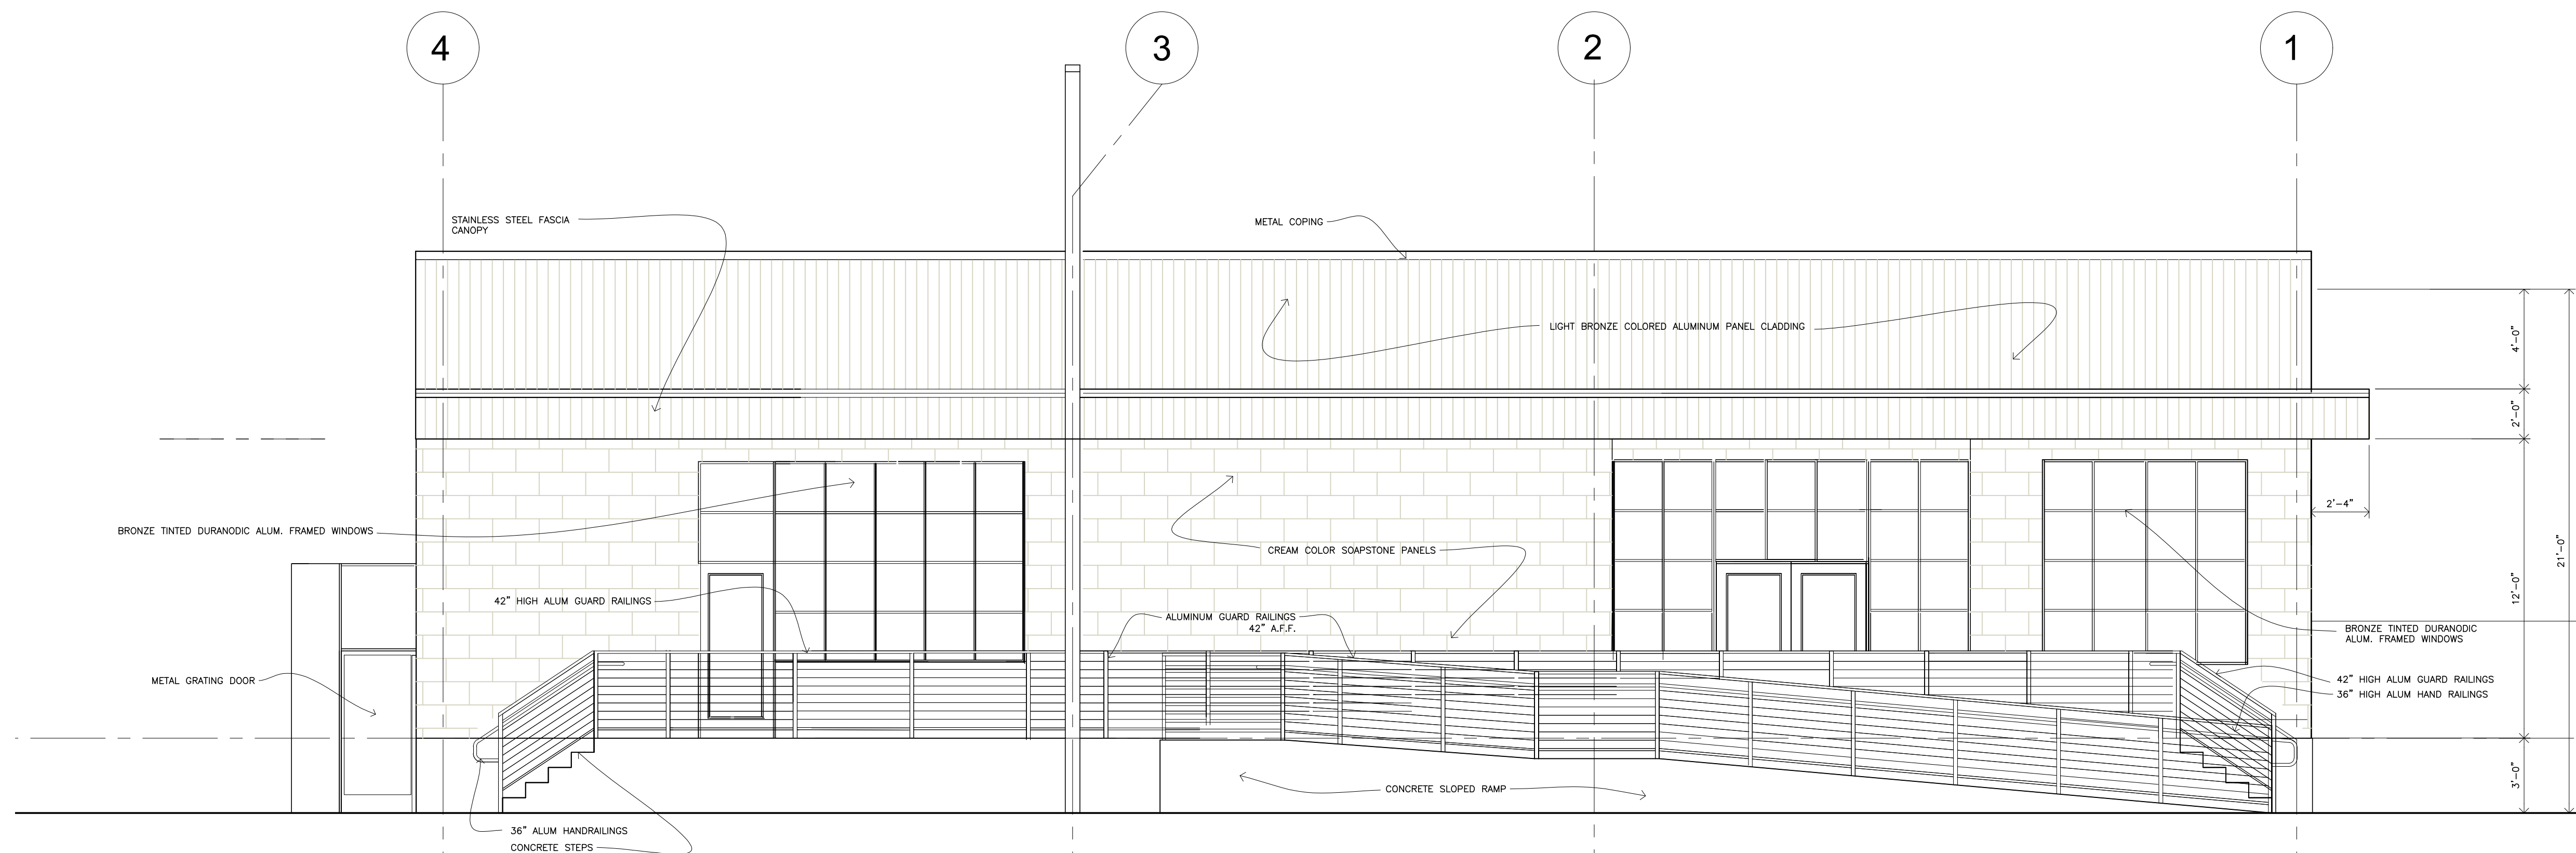 4
3
2
1
STAINLESS STEEL FASCIA
CANOPY
METAL COPING
LIGHT BRONZE COLORED ALUMINUM PANEL CLADDING
4'-0"
2'-0"
2'-4"
BRONZE TINTED DURANODIC ALUM. FRAMED WINDOWS
CREAM COLOR SOAPSTONE PANELS
21'-0"
12'-0"
42" HIGH ALUM GUARD RAILINGS
ALUMINUM GUARD RAILINGS
42" A.F.F.
BRONZE TINTED DURANODIC
ALUM. FRAMED WINDOWS
METAL GRATING DOOR
42" HIGH ALUM GUARD RAILINGS
36" HIGH ALUM HAND RAILINGS
3'-0"
CONCRETE SLOPED RAMP
36" ALUM HANDRAILINGS
CONCRETE STEPS